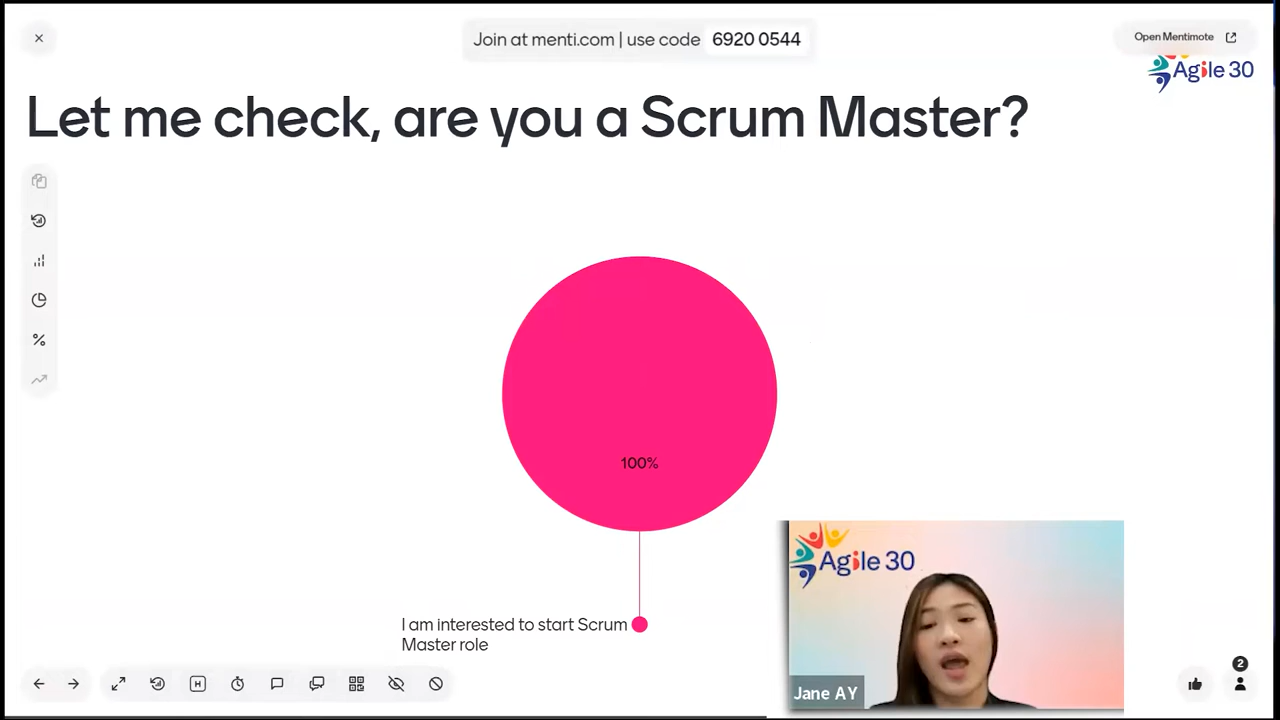 Join at menti.com | use code 6920 0544
Open Mentimote
Agile 30
Let me check, are you a Scrum Master?
100%
I am interested to start Scrum
Master role
Agile 30
Jane AY
2